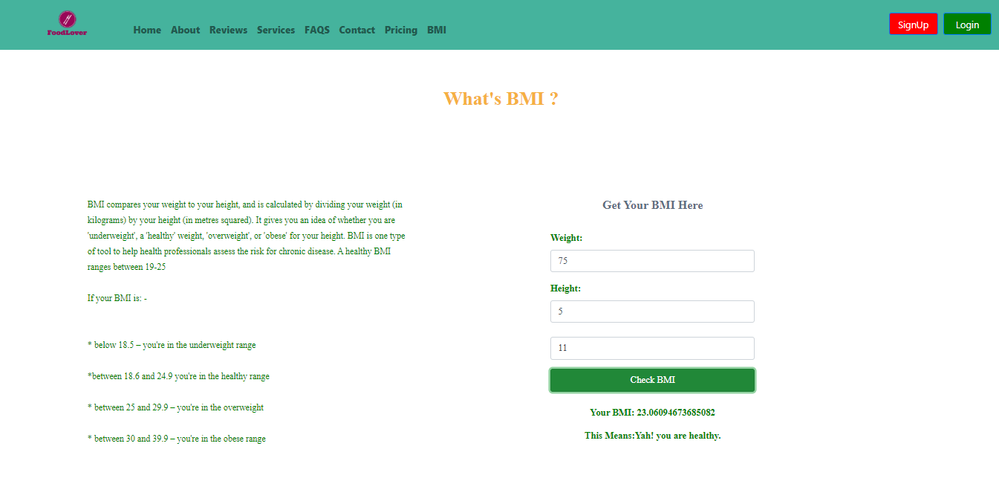 FoodLover
Home About Reviews Services FAQS Contact Pricing BMI
SignUp Login
What's BMI ?
BMI compares your weight to your height, and is calculated by dividing your weight (in
kilograms) by your height (in metres squared). It gives you an idea of whether you are
'underweight', a 'healthy' weight, 'overweight', or 'obese' for your height. BMI is one type
of tool to help health professionals assess the risk for chronic disease. A healthy BMI
ranges between 19-25
If your BMI is: -
* below 18.5 – you're in the underweight range
*between 18.6 and 24.9 you're in the healthy range
* between 25 and 29.9 – you're in the overweight
* between 30 and 39.9 – you're in the obese range
Get Your BMI Here
Weight:
75
Height:
5
11
Check BMI
Your BMI: 23.06094673685082
This Means:Yah! you are healthy.